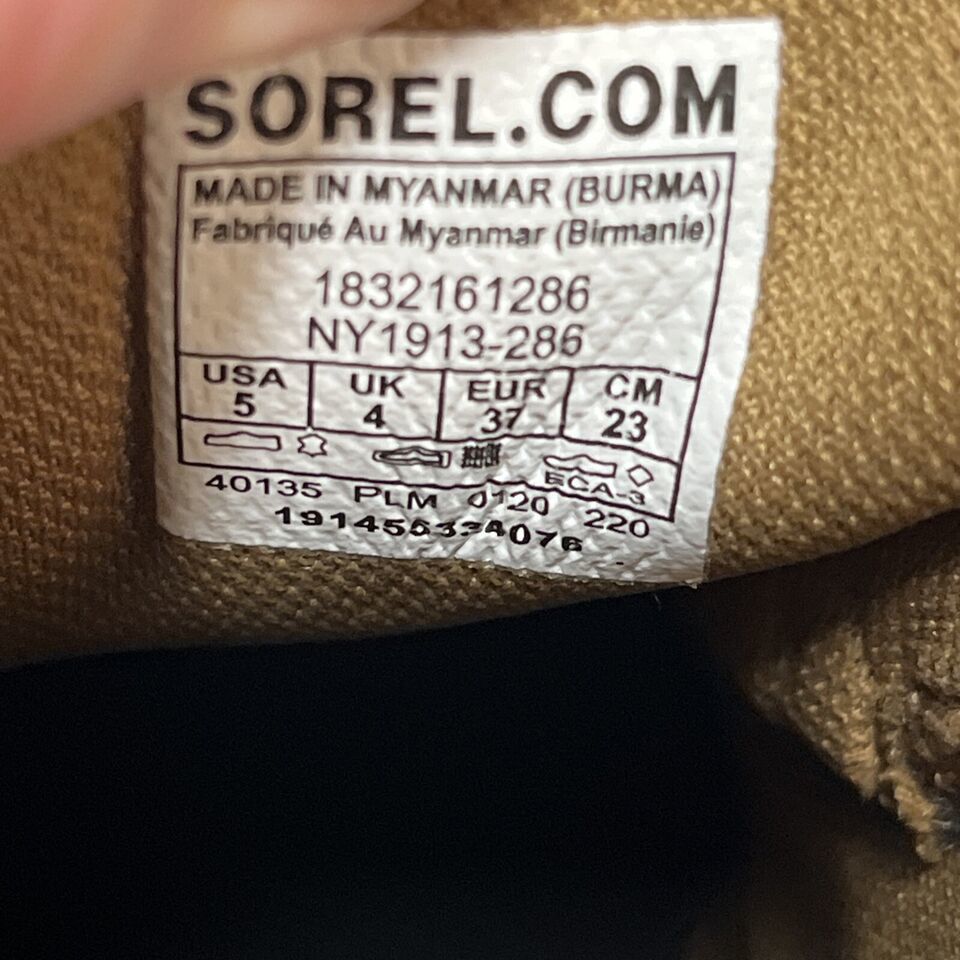 SOREL.COM
MADE IN MYANMAR (BURMA)
Fabriqué Au Myanmar (Birmanie)
1832161286
NY1913-286
USA UK EUR CM
5 4 37 23
ECA-3
40135 PLM 0120 220